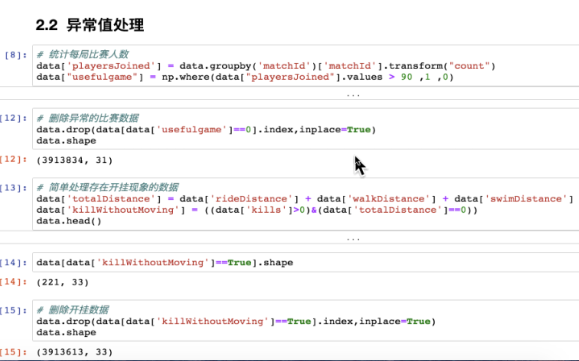 2.2 异常值处理
[8]: # 统计每局比赛人数
data['playersJoined'] = data.groupby('matchId')['matchId'].transform("count")
data["usefulgame"] = np.where(data["playersJoined"].values > 90 ,1 ,0)
...
[12]: # 删除异常的比赛数据
data.drop(data[data['usefulgame']==0].index,inplace=True)
data.shape
[12]: (3913834, 31)
[13]: # 简单处理存在开挂现象的数据
data['totalDistance'] = data['rideDistance'] + data['walkDistance'] + data['swimDistance']
data['killWithoutMoving'] = ((data['kills']>0)&(data['totalDistance']==0))
data.head()
...
[14]: data[data['killWithoutMoving']==True].shape
[14]: (221, 33)
[15]: # 删除开挂数据
data.drop(data[data['killWithoutMoving']==True].index,inplace=True)
data.shape
[15]: (3913613, 33)